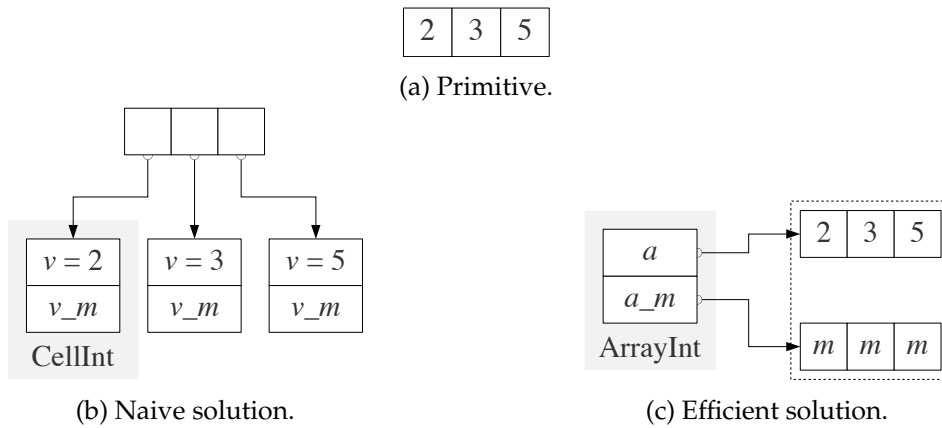 2 3 5
(a) Primitive.
v = 2 v = 3 v = 5
v_m v_m v_m
CellInt
(b) Naive solution.
a
a_m
ArrayInt
2 3 5
m m m
(c) Efficient solution.